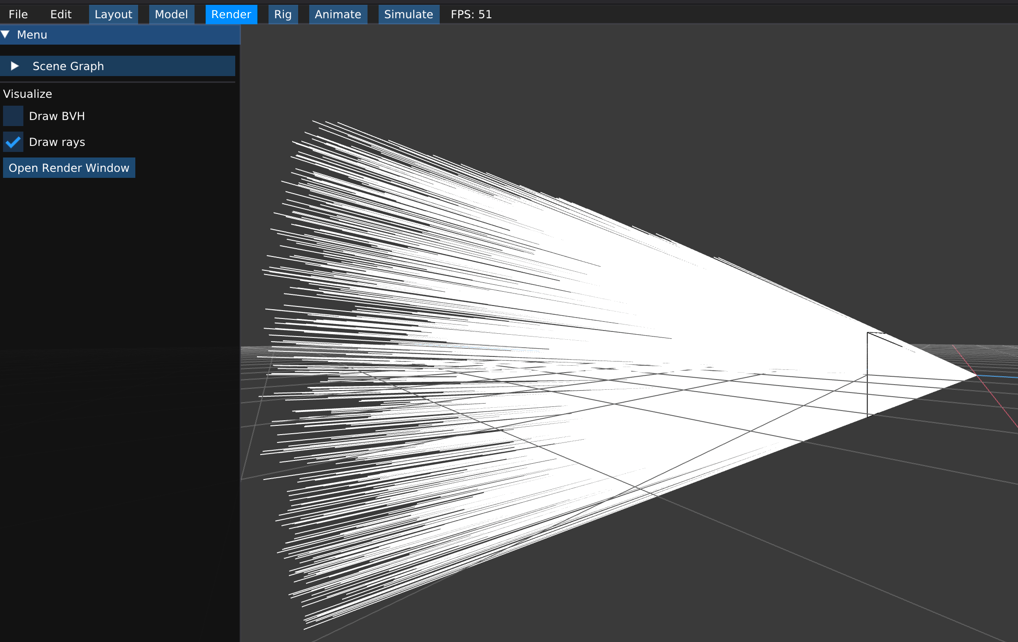 File Edit Layout Model Render Rig Animate Simulate FPS: 51
Menu
Scene Graph
Visualize
Draw BVH
Draw rays
Open Render Window